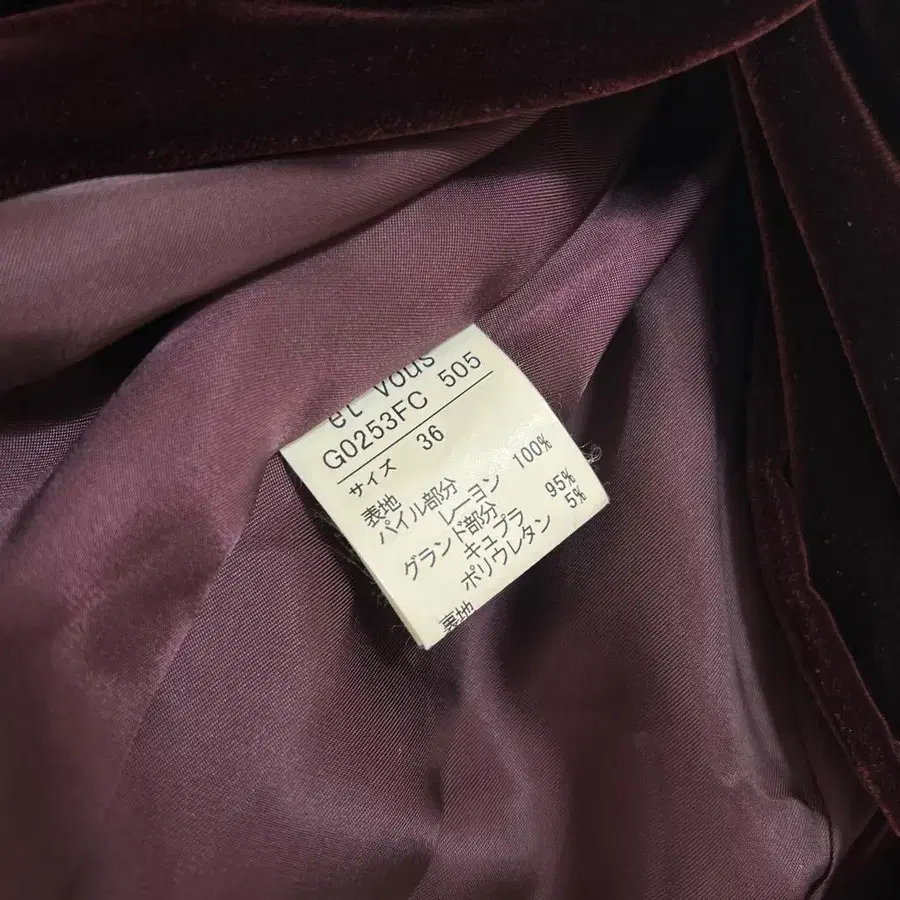 et vous
G0253FC 505
サイズ 36
表地
パイル部分
レーヨン 100%
グランド部分
キュプラ 95%
ポリウレタン 5%
裏地